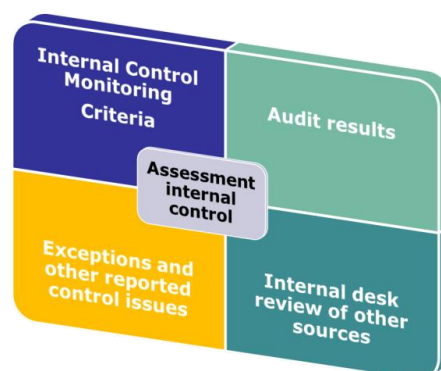 Internal Control
Monitoring
Criteria
Audit results
Assessment
internal
control
Exceptions and
other reported
control issues
Internal desk
review of other
sources